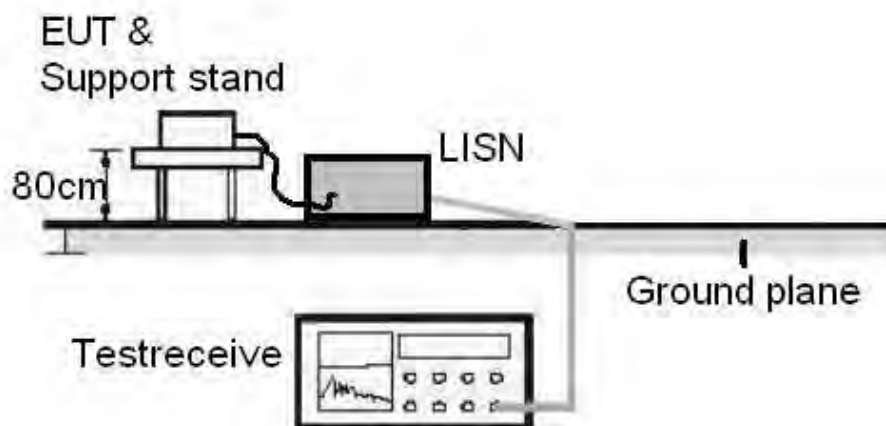 EUT &
Support stand
LISN
80cm
Ground plane
Testreceive